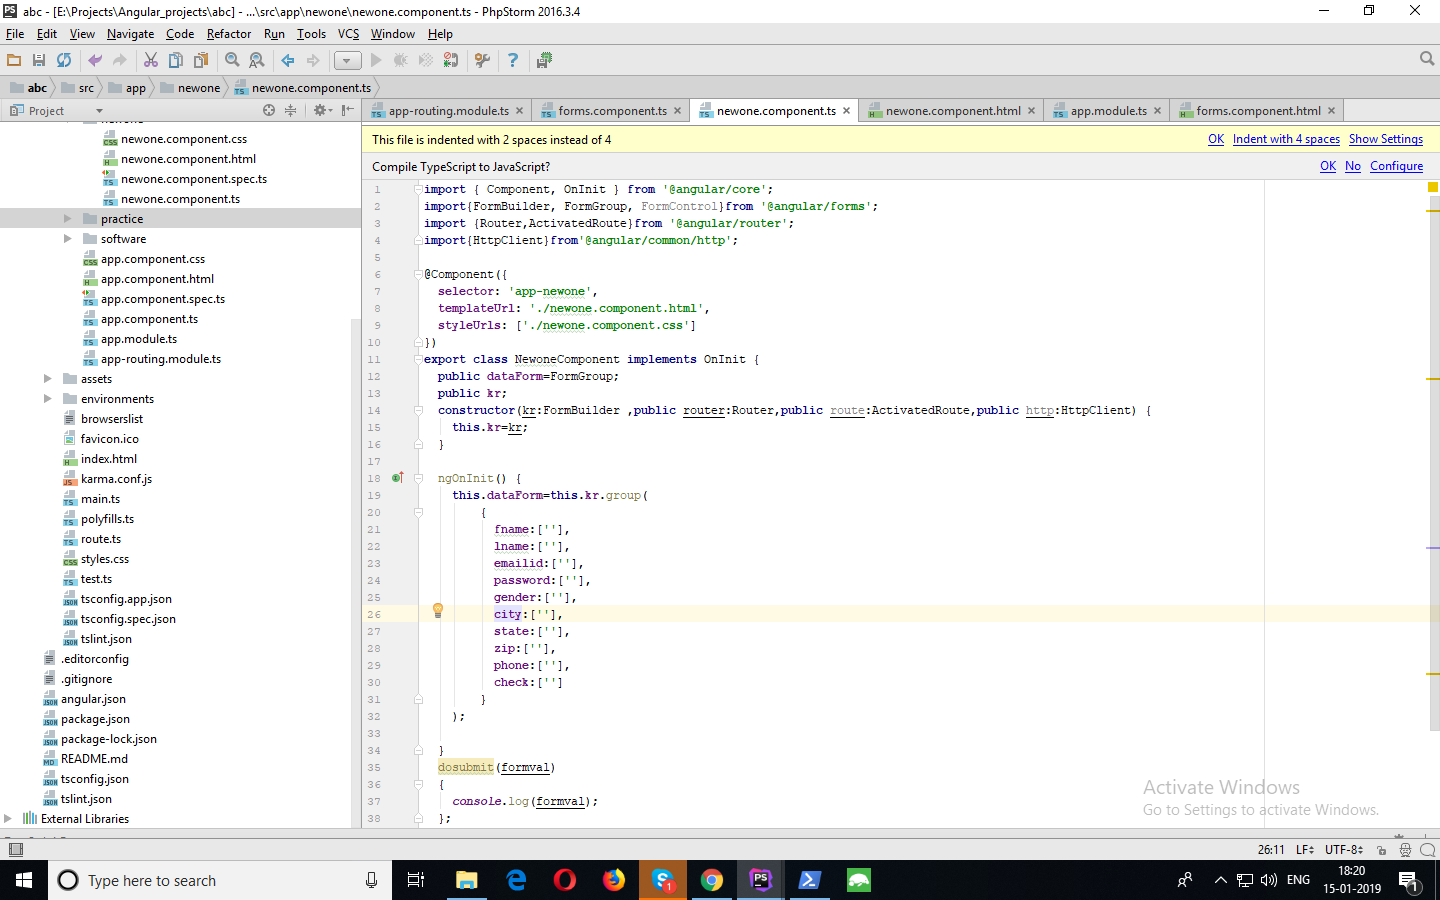 abc - [E:\Projects\Angular_projects\abc] - ...\src\app\newone\newone.component.ts - PhpStorm 2016.3.4
File Edit View Navigate Code Refactor Run Tools VCS Window Help
abc src app newone newone.component.ts
Project
app-routing.module.ts forms.component.ts newone.component.ts newone.component.html app.module.ts forms.component.html
newone.component.css
newone.component.html
newone.component.spec.ts
newone.component.ts
practice
software
app.component.css
app.component.html
app.component.spec.ts
app.component.ts
app.module.ts
app-routing.module.ts
assets
environments
browserslist
favicon.ico
index.html
karma.conf.js
main.ts
polyfills.ts
route.ts
styles.css
test.ts
tsconfig.app.json
tsconfig.spec.json
tslint.json
.editorconfig
.gitignore
angular.json
package.json
package-lock.json
README.md
tsconfig.json
tslint.json
External Libraries
This file is indented with 2 spaces instead of 4 OK Indent with 4 spaces Show Settings
Compile TypeScript to JavaScript? OK No Configure
1 import { Component, OnInit } from '@angular/core';
2 import{FormBuilder, FormGroup, FormControl}from '@angular/forms';
3 import {Router,ActivatedRoute}from '@angular/router';
4 import{HttpClient}from'@angular/common/http';
5
6 @Component({
7 selector: 'app-newone',
8 templateUrl: './newone.component.html',
9 styleUrls: ['./newone.component.css']
10 })
11 export class NewoneComponent implements OnInit {
12 public dataForm=FormGroup;
13 public kr;
14 constructor(kr:FormBuilder ,public router:Router,public route:ActivatedRoute,public http:HttpClient) {
15 this.kr=kr;
16 }
17
18 ngOnInit() {
19 this.dataForm=this.kr.group(
20 {
21 fname:[''],
22 lname:[''],
23 emailid:[''],
24 password:[''],
25 gender:[''],
26 city:[''],
27 state:[''],
28 zip:[''],
29 phone:[''],
30 check:['']
31 }
32 );
33
34 }
35 dosubmit(formval)
36 {
37 console.log(formval);
38 };
Activate Windows
Go to Settings to activate Windows.
26:11 LF UTF-8
Type here to search
1
PS
ENG
18:20
15-01-2019
1